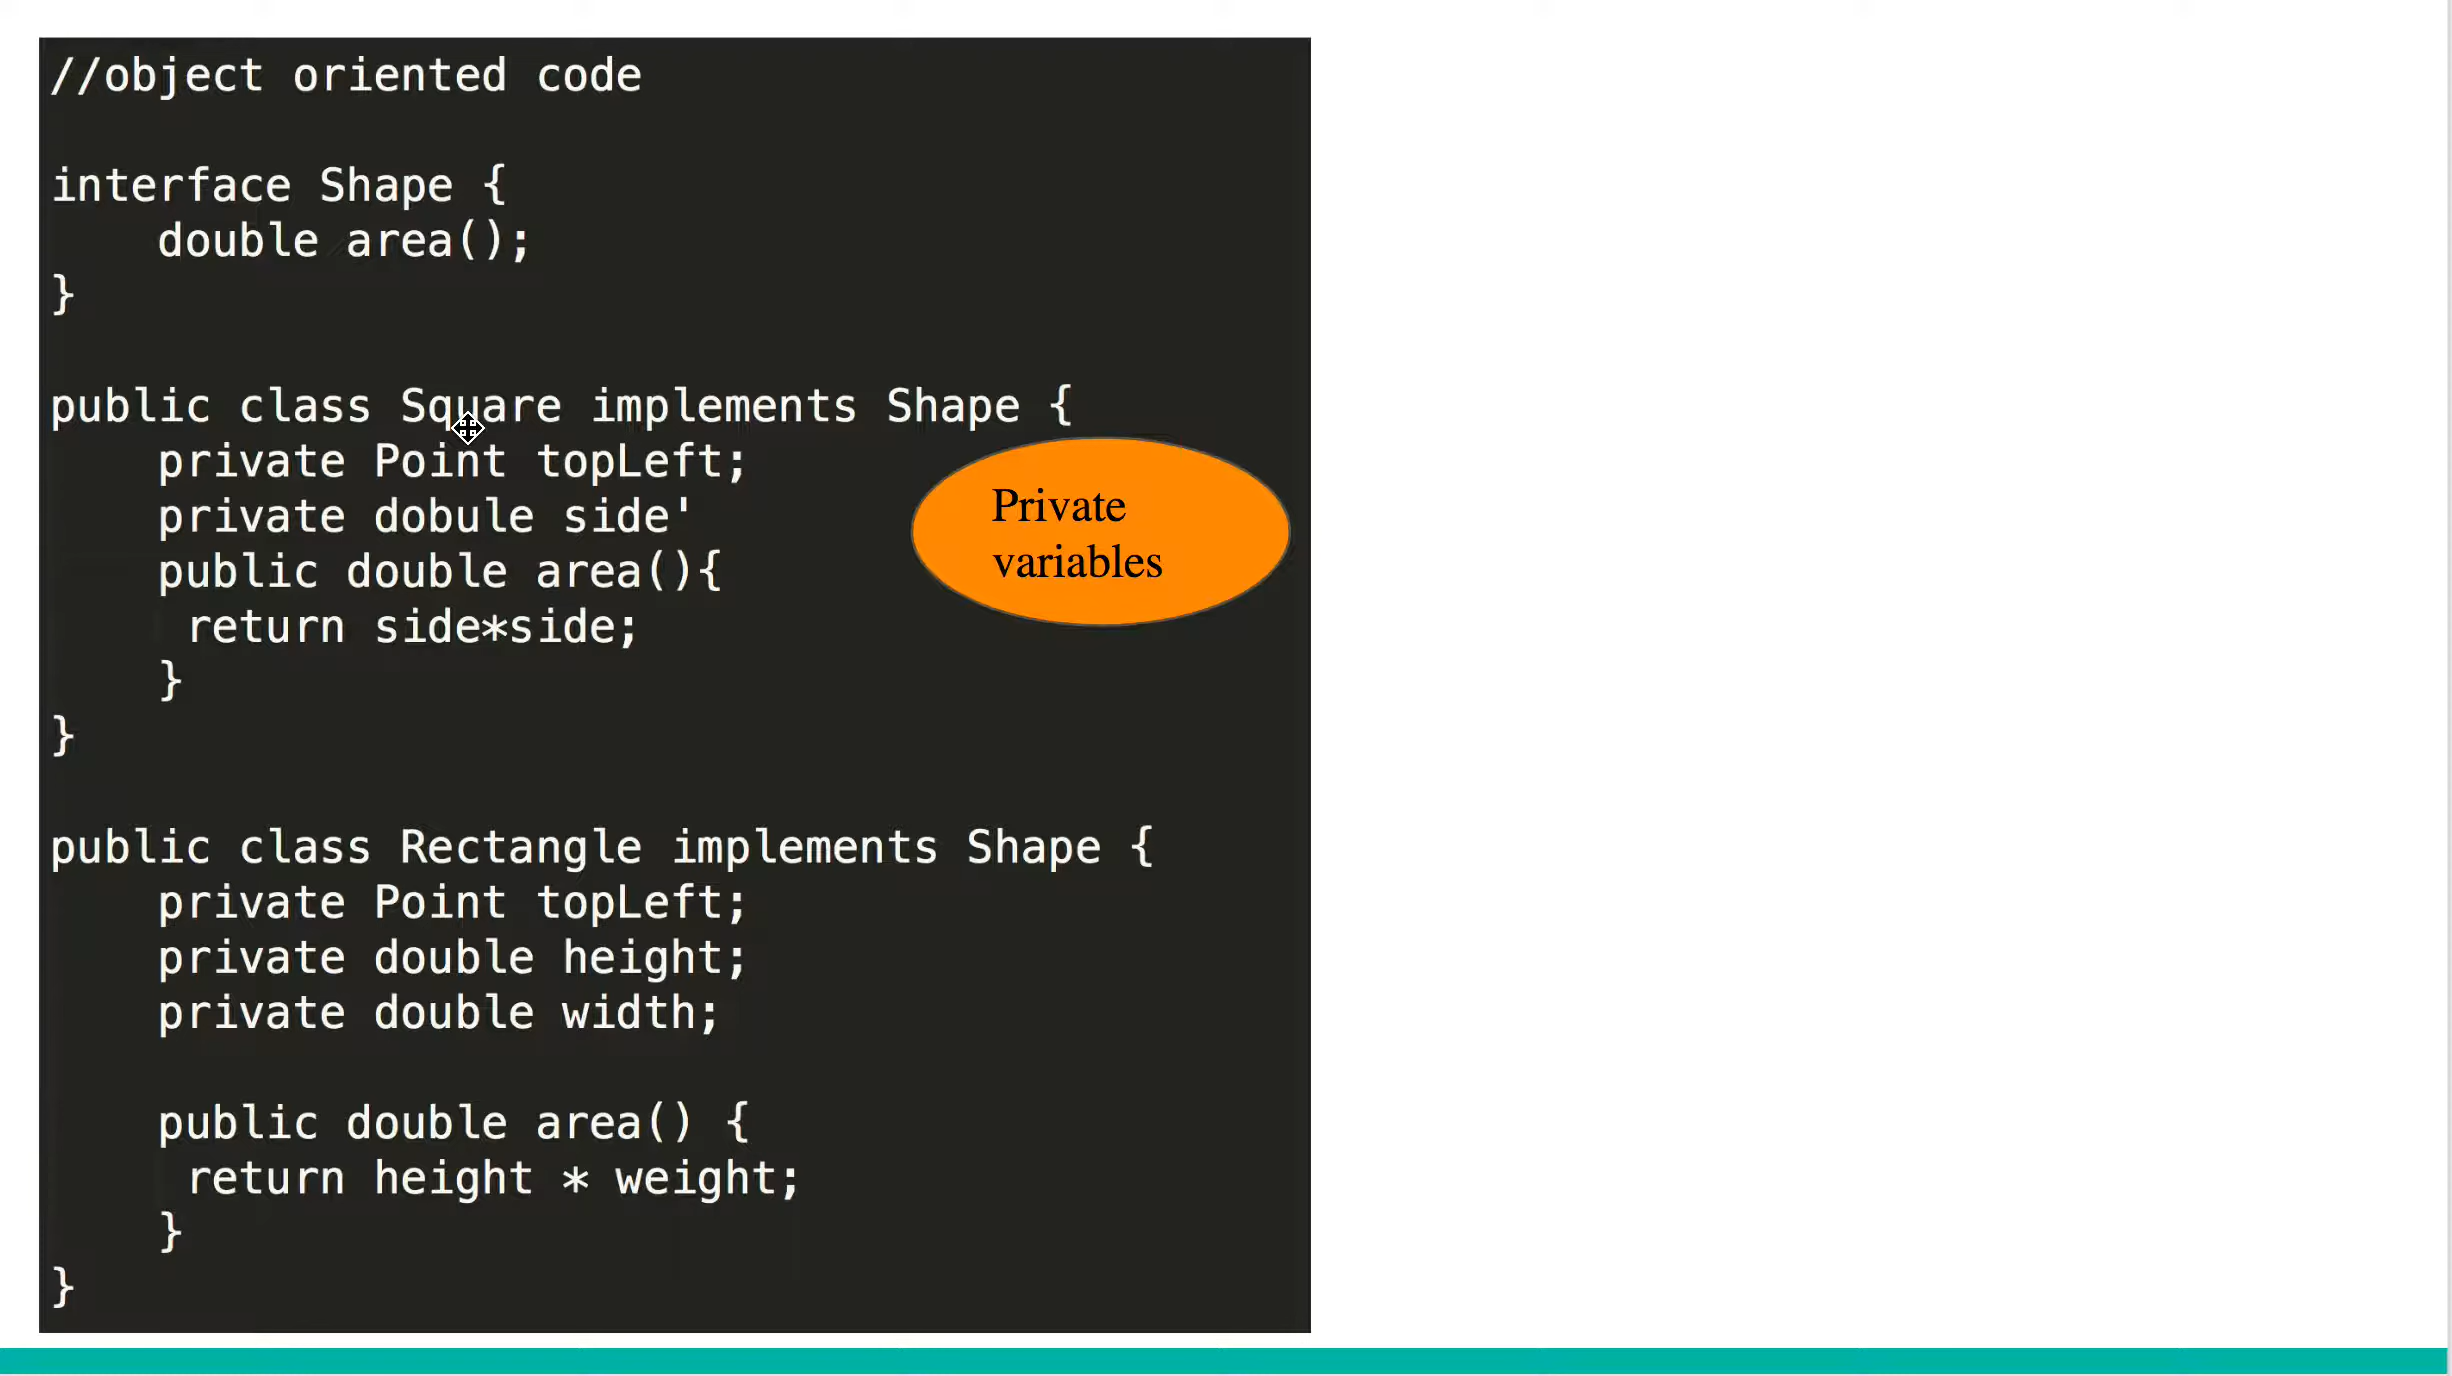 //object oriented code
interface Shape {
double area();
}
public class Square implements Shape {
private Point topLeft;
private dobule side'
public double area(){
return side*side;
}
}
Private
variables
public class Rectangle implements Shape {
private Point topLeft;
private double height;
private double width;
public double area() {
return height * weight;
}
}